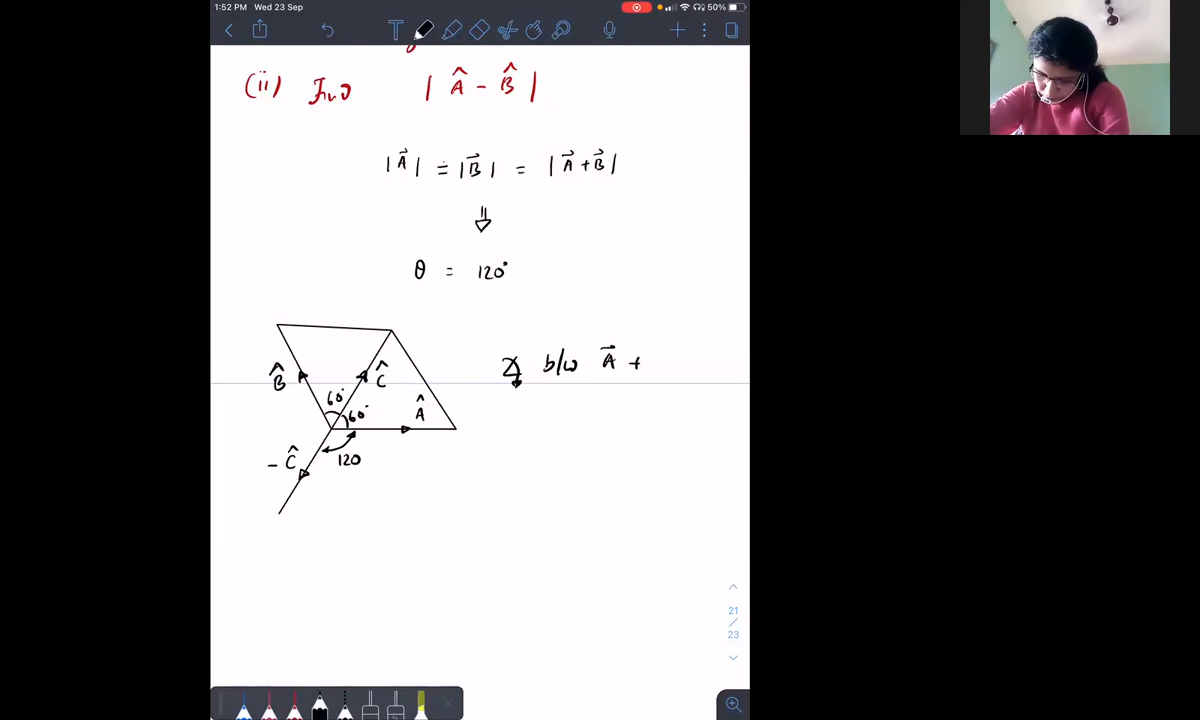 1:52 PM Wed 23 Sep 50%
(ii) Find | Â - B̂ |
|A⃗| = |B⃗| = |A⃗ + B⃗|
⇓
θ = 120°
B̂ Ĉ b/w A⃗ +
60° 60° Â
- Ĉ 120
21
/
23